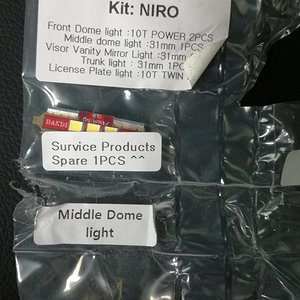 Kit: NIRO
Front Dome light :10T POWER 2PCS
Middle dome light :31mm 1PCS
Visor Vanity Mirror Light :31mm
Trunk light : 31mm 1PC
License Plate light :10T TWIN
BANDI
Survice Products
Spare 1PCS ^^
Middle Dome
light